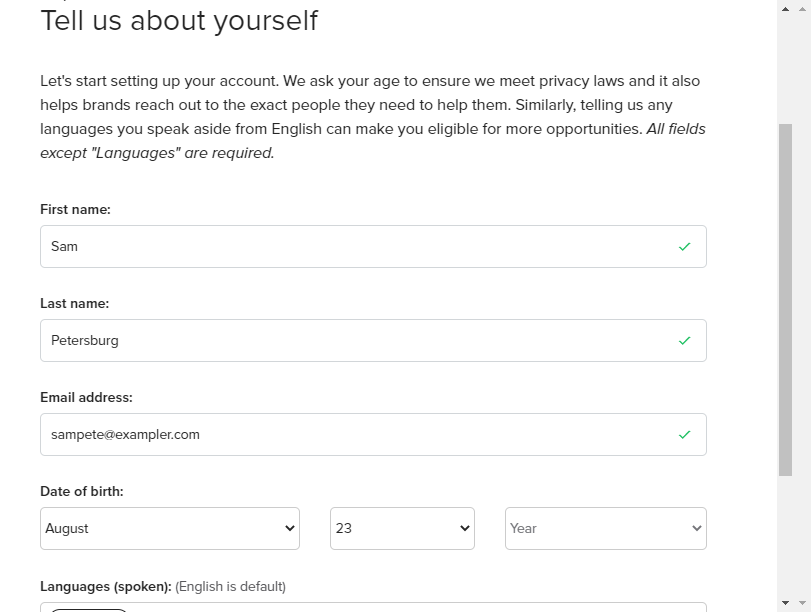 Tell us about yourself
Let's start setting up your account. We ask your age to ensure we meet privacy laws and it also
helps brands reach out to the exact people they need to help them. Similarly, telling us any
languages you speak aside from English can make you eligible for more opportunities. All fields
except "Languages" are required.
First name:
Sam
Last name:
Petersburg
Email address:
sampete@exampler.com
Date of birth:
August 23 Year
Languages (spoken): (English is default)